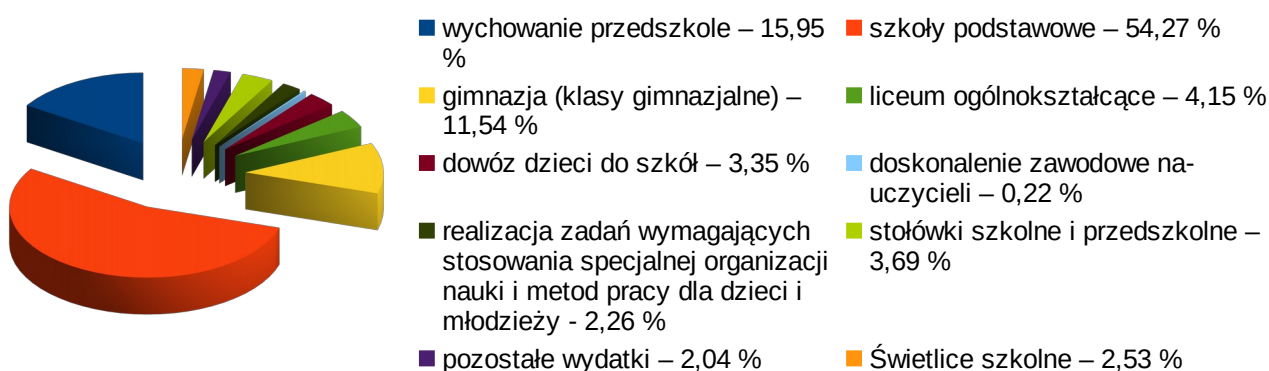 wychowanie przedszkole – 15,95
%
szkoły podstawowe – 54,27 %
gimnazja (klasy gimnazjalne) –
11,54 %
liceum ogólnokształcące – 4,15 %
dowóz dzieci do szkół – 3,35 %
doskonalenie zawodowe na-
uczycieli – 0,22 %
realizacja zadań wymagających
stosowania specjalnej organizacji
nauki i metod pracy dla dzieci i
młodzieży - 2,26 %
stołówki szkolne i przedszkolne –
3,69 %
pozostałe wydatki – 2,04 %
Świetlice szkolne – 2,53 %